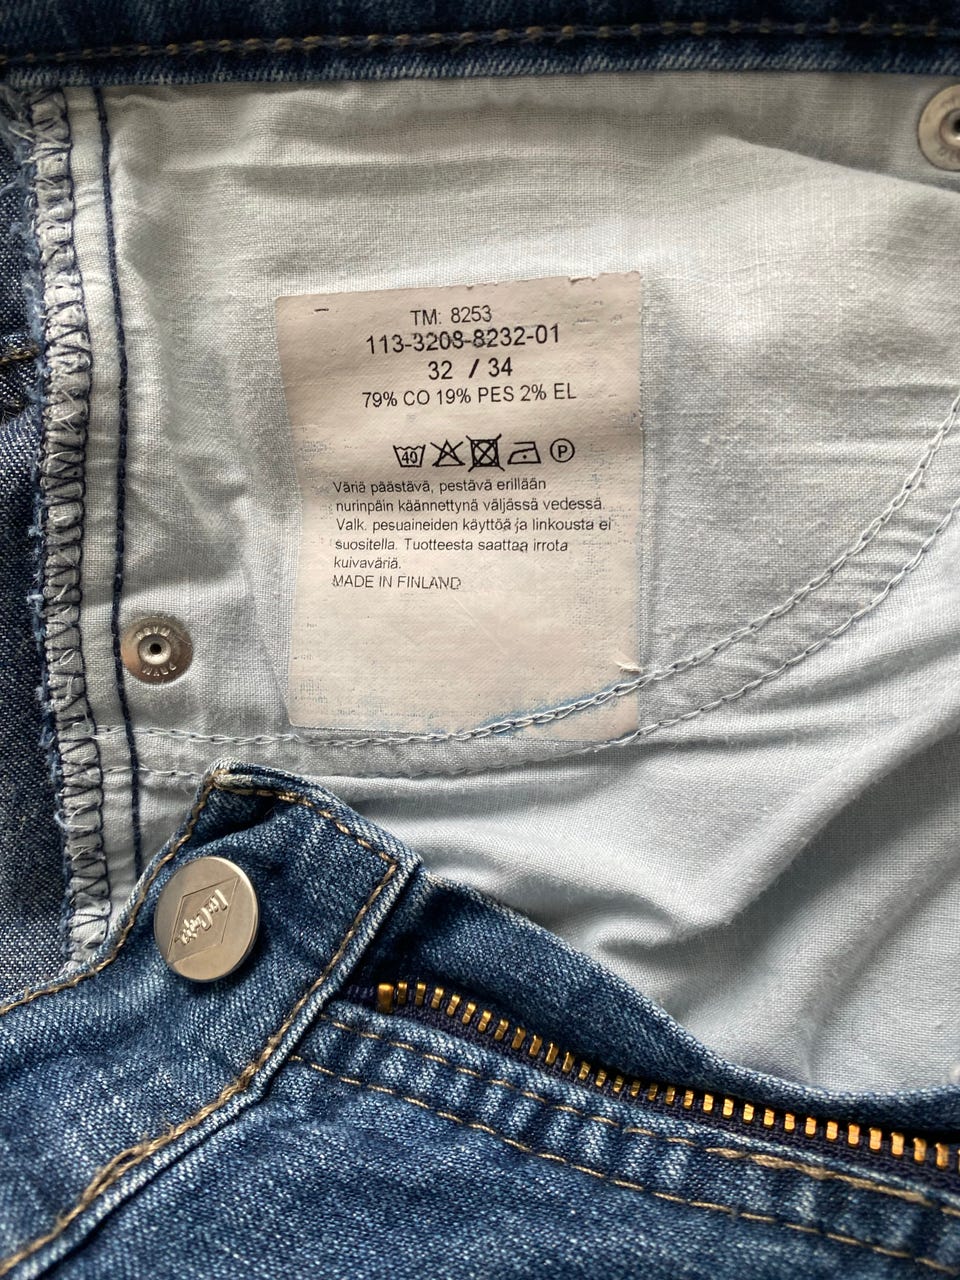 TM: 8253
113-3208-8232-01
32 / 34
79% CO 19% PES 2% EL
40 P
Väriä päästävä, pestävä erillään
nurinpäin käännettynä väljässä vedessä.
Valk. pesuaineiden käyttöä ja linkousta ei
suositella. Tuotteesta saattaa irrota
kuivaväriä.
MADE IN FINLAND